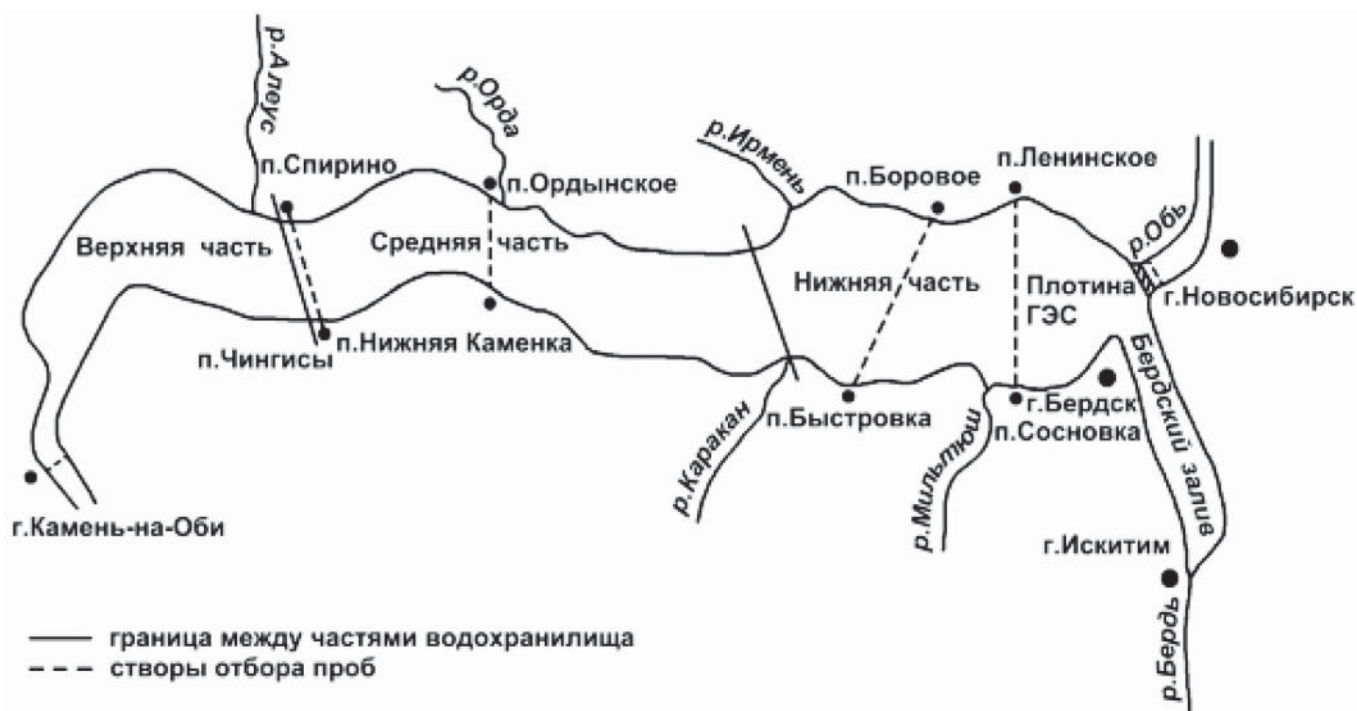 р.Алеус
р.Орда
р.Ирмень
п.Спирино
п.Ордынское
п.Боровое
п.Ленинское
р.Обь
Верхняя часть
Средняя часть
Нижняя часть
Плотина
ГЭС
г.Новосибирск
п.Чингисы
п.Нижняя Каменка
п.Быстровка
г.Бердск
п.Сосновка
Бердский залив
р.Каракан
р.Мильтюш
г.Камень-на-Оби
г.Искитим
р.Бердь
граница между частями водохранилища
створы отбора проб